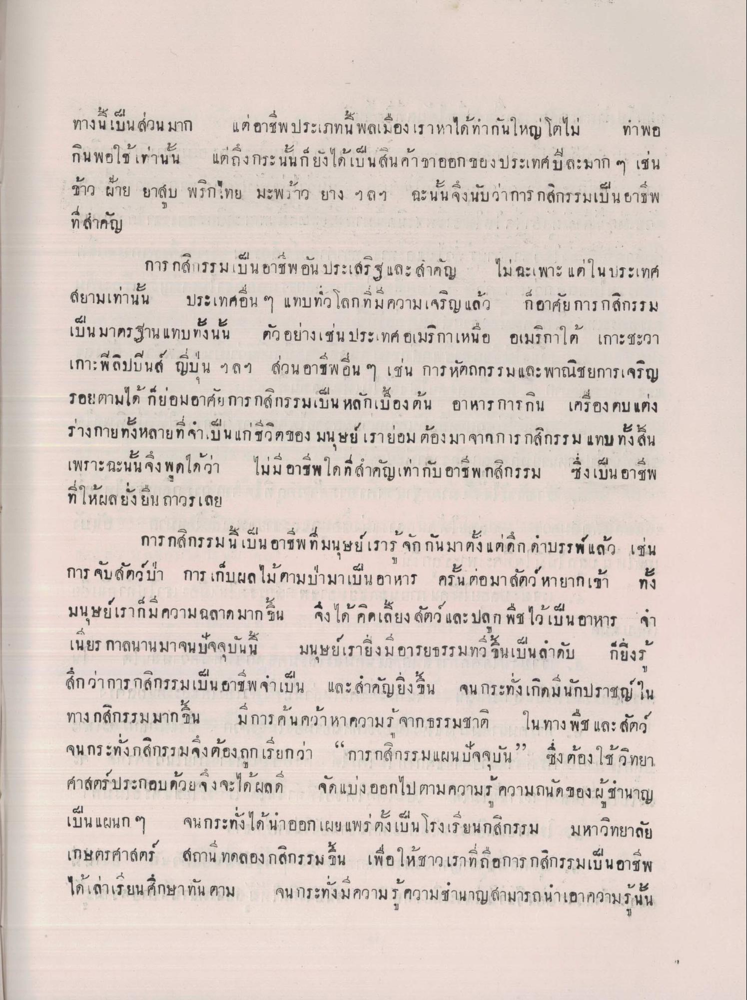 ทางนี้เป็นส่วนมาก แต่อาชีพประเภทนี้พลเมืองเราหาได้ทำกันใหญ่โตไม่ ทำพอ
กินพอใช้เท่านั้น แต่ถึงกระนั้นก็ยังได้เป็นสินค้าขาออกของประเทศปีละมาก ๆ เช่น
ข้าว ฝ้าย ยาสูบ พริกไทย มะพร้าว ยาง ฯลฯ ฉะนั้นจึงนับว่าการกสิกรรมเป็นอาชีพ
ที่สำคัญ
การกสิกรรมเป็นอาชีพอันประเสริฐและสำคัญ ไม่ฉะเพาะแต่ในประเทศ
สยามเท่านั้น ประเทศอื่น ๆ แทบทั่วโลกที่มีความเจริญแล้ว ก็อาศัยการกสิกรรม
เป็นมาตรฐานแทบทั้งนั้น ตัวอย่างเช่นประเทศอเมริกาเหนือ อเมริกาใต้ เกาะชะวา
เกาะฟีลิปปีนส์ ญี่ปุ่น ฯลฯ ส่วนอาชีพอื่น ๆ เช่น การหัตถกรรมและพาณิชยการเจริญ
รอยตามได้ ก็ย่อมอาศัยการกสิกรรมเป็นหลักเบื้องต้น อาหารการกิน เครื่องตบแต่ง
ร่างกายทั้งหลายที่จำเป็นแก่ชีวิตของมนุษย์เราย่อมต้องมาจากการกสิกรรมแทบทั้งสิ้น
เพราะฉะนั้นจึงพูดได้ว่า ไม่มีอาชีพใดที่สำคัญเท่ากับอาชีพกสิกรรม ซึ่งเป็นอาชีพ
ที่ให้ผลยั่งยืนถาวรเลย
การกสิกรรมนี้เป็นอาชีพที่มนุษย์เรารู้จักกันมาตั้งแต่ดึกดำบรรพ์แล้ว เช่น
การจับสัตว์ป่า การเก็บผลไม้ตามป่ามาเป็นอาหาร ครั้นต่อมาสัตว์หายากเข้า ทั้ง
มนุษย์เราก็มีความฉลาดมากขึ้น จึงได้คิดเลี้ยงสัตว์และปลูกพืชไว้เป็นอาหาร จำ
เนียรกาลนานมาจนปัจจุบันนี้ มนุษย์เรายิ่งมีอารยธรรมทวีขึ้นเป็นลำดับ ก็ยิ่งรู้
สึกว่าการกสิกรรมเป็นอาชีพจำเป็น และสำคัญยิ่งขึ้น จนกระทั่งเกิดมีนักปราชญ์ใน
ทางกสิกรรมมากขึ้น มีการค้นคว้าหาความรู้จากธรรมชาติ ในทางพืชและสัตว์
จนกระทั่งกสิกรรมจึงต้องถูกเรียกว่า “การกสิกรรมแผนปัจจุบัน” ซึ่งต้องใช้วิทยา
ศาสตร์ประกอบด้วยจึงจะได้ผลดี จัดแบ่งออกไปตามความรู้ความถนัดของผู้ชำนาญ
เป็นแผนก ๆ จนกระทั่งได้นำออกเผยแพร่ตั้งเป็นโรงเรียนกสิกรรม มหาวิทยาลัย
เกษตรศาสตร์ สถานีทดลองกสิกรรมขึ้น เพื่อให้ชาวเราที่ถือการกสิกรรมเป็นอาชีพ
ได้เล่าเรียนศึกษาทันตาม จนกระทั่งมีความรู้ความชำนาญสามารถนำเอาความรู้นั้น